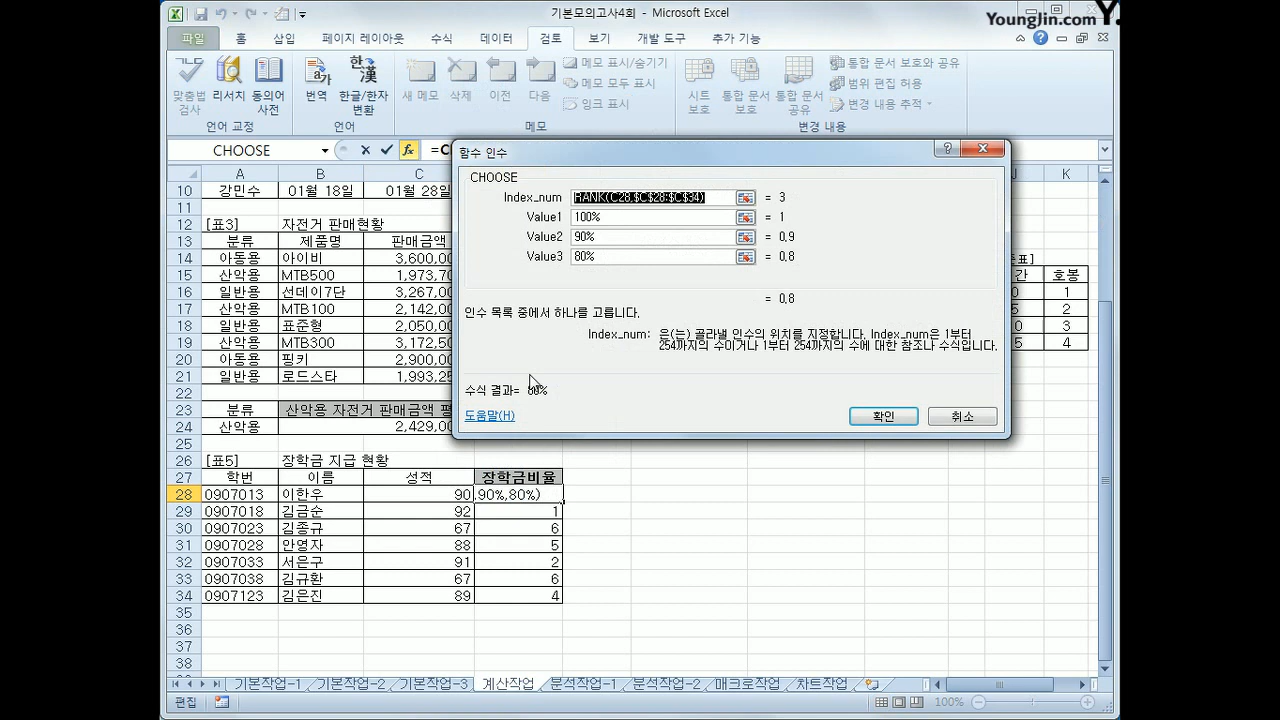 기본모의고사4회 - Microsoft Excel
YoungJin.com Y.
파일 홈 삽입 페이지 레이아웃 수식 데이터 검토 보기 개발 도구 추가 기능
맞춤법 검사 리서치 동의어 사전 번역 한글/한자 변환 새 메모 삭제 이전 다음 메모 표시/숨기기 메모 모두 표시 잉크 표시 시트 보호 통합 문서 보호 통합 문서 공유 통합 문서 보호와 공유 범위 편집 허용 변경 내용 추적
언어 교정 언어 메모 변경 내용
CHOOSE fx =C
A B C J K
10 강민수 01월 18일 01월 28일
11
12 [표3] 자전거 판매현황
13 분류 제품명 판매금액
14 아동용 아이비 3,600,00 표]
15 산악용 MTB500 1,973,70 간 호봉
16 일반용 선데이7단 3,267,00 0 1
17 산악용 MTB100 2,142,00 5 2
18 일반용 표준형 2,050,00 0 3
19 산악용 MTB300 3,172,50 5 4
20 아동용 핑키 2,900,00
21 일반용 로드스타 1,993,25
22
23 분류 산악용 자전거 판매금액 평
24 산악용 2,429,00
25
26 [표5] 장학금 지급 현황
27 학번 이름 성적 장학금비율
28 0907013 이한우 90 ,90%,80%)
29 0907018 김금순 92 1
30 0907023 김종규 67 6
31 0907028 안영자 88 5
32 0907033 서은구 91 2
33 0907038 김규환 67 6
34 0907123 김은진 89 4
35
36
37
38
함수 인수
CHOOSE
Index_num RANK(C28,$C$28:$C$34) = 3
Value1 100% = 1
Value2 90% = 0.9
Value3 80% = 0.8
= 0.8
인수 목록 중에서 하나를 고릅니다.
Index_num: 은(는) 골라낼 인수의 위치를 지정합니다. Index_num은 1부터
254까지의 수이거나 1부터 254까지의 수에 대한 참조나 수식입니다.
수식 결과= 80%
도움말(H) 확인 취소
기본작업-1 기본작업-2 기본작업-3 계산작업 분석작업-1 분석작업-2 매크로작업 차트작업
편집 100%